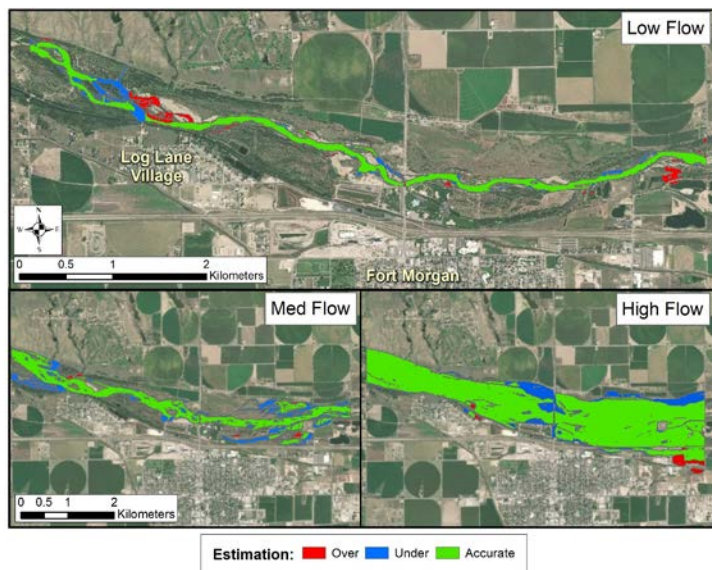 Low Flow
Log Lane
Village
N
W
E
S
0 0.5 1 2
Kilometers
Fort Morgan
Med Flow
0 0.5 1 2
Kilometers
High Flow
Estimation: Over Under Accurate